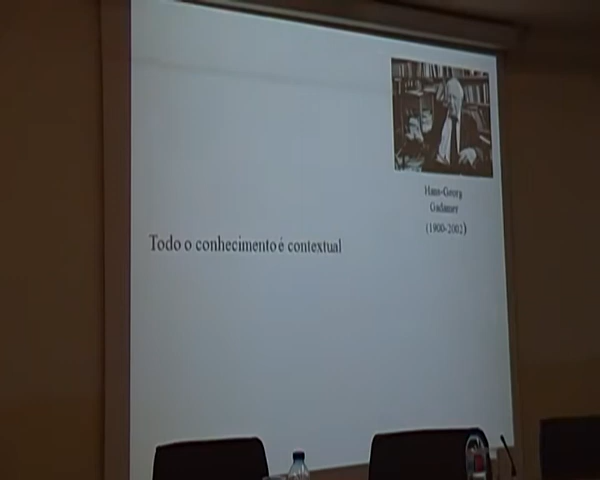 Hans-Georg
Gadamer
(1900-2002)
Todo o conhecimento é contextual